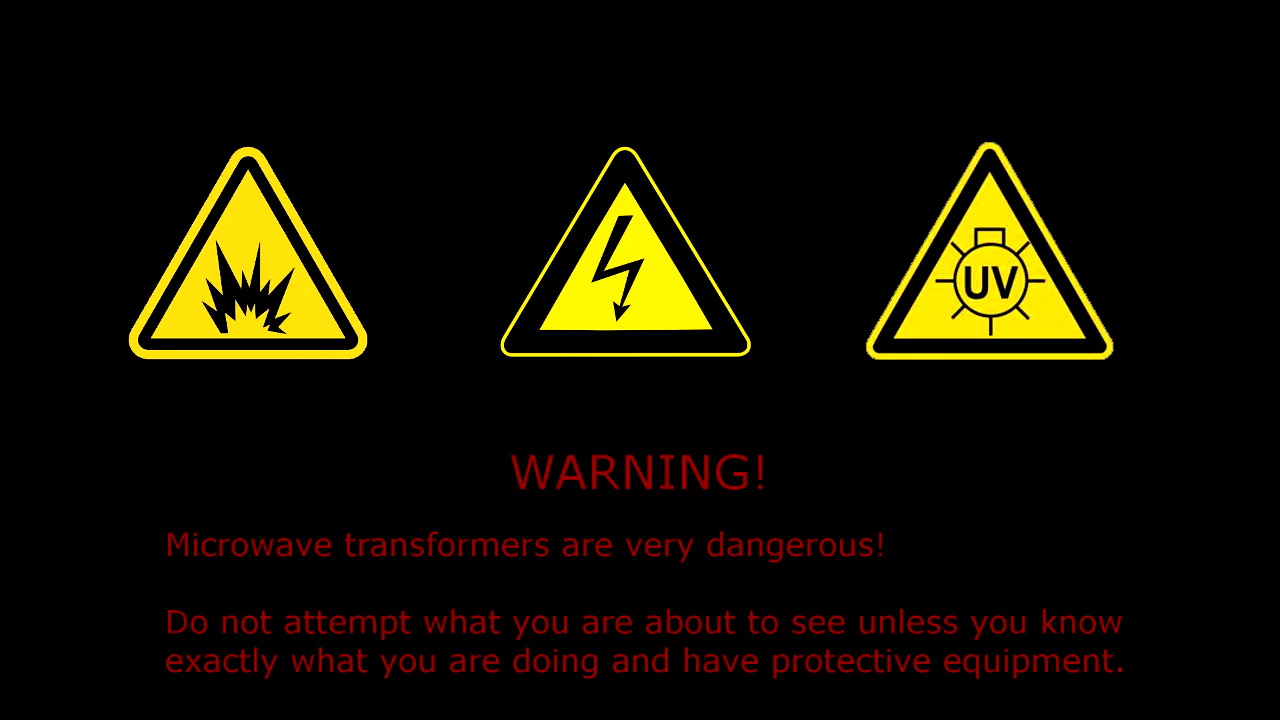 UV
WARNING!
Microwave transformers are very dangerous!
Do not attempt what you are about to see unless you know
exactly what you are doing and have protective equipment.